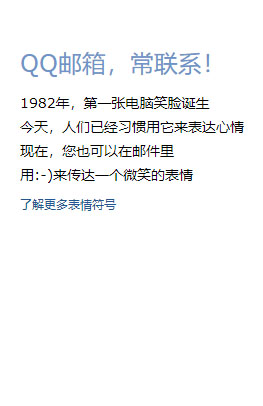 QQ邮箱，常联系！
1982年，第一张电脑笑脸诞生
今天，人们已经习惯用它来表达心情
现在，您也可以在邮件里
用:-)来传达一个微笑的表情
了解更多表情符号